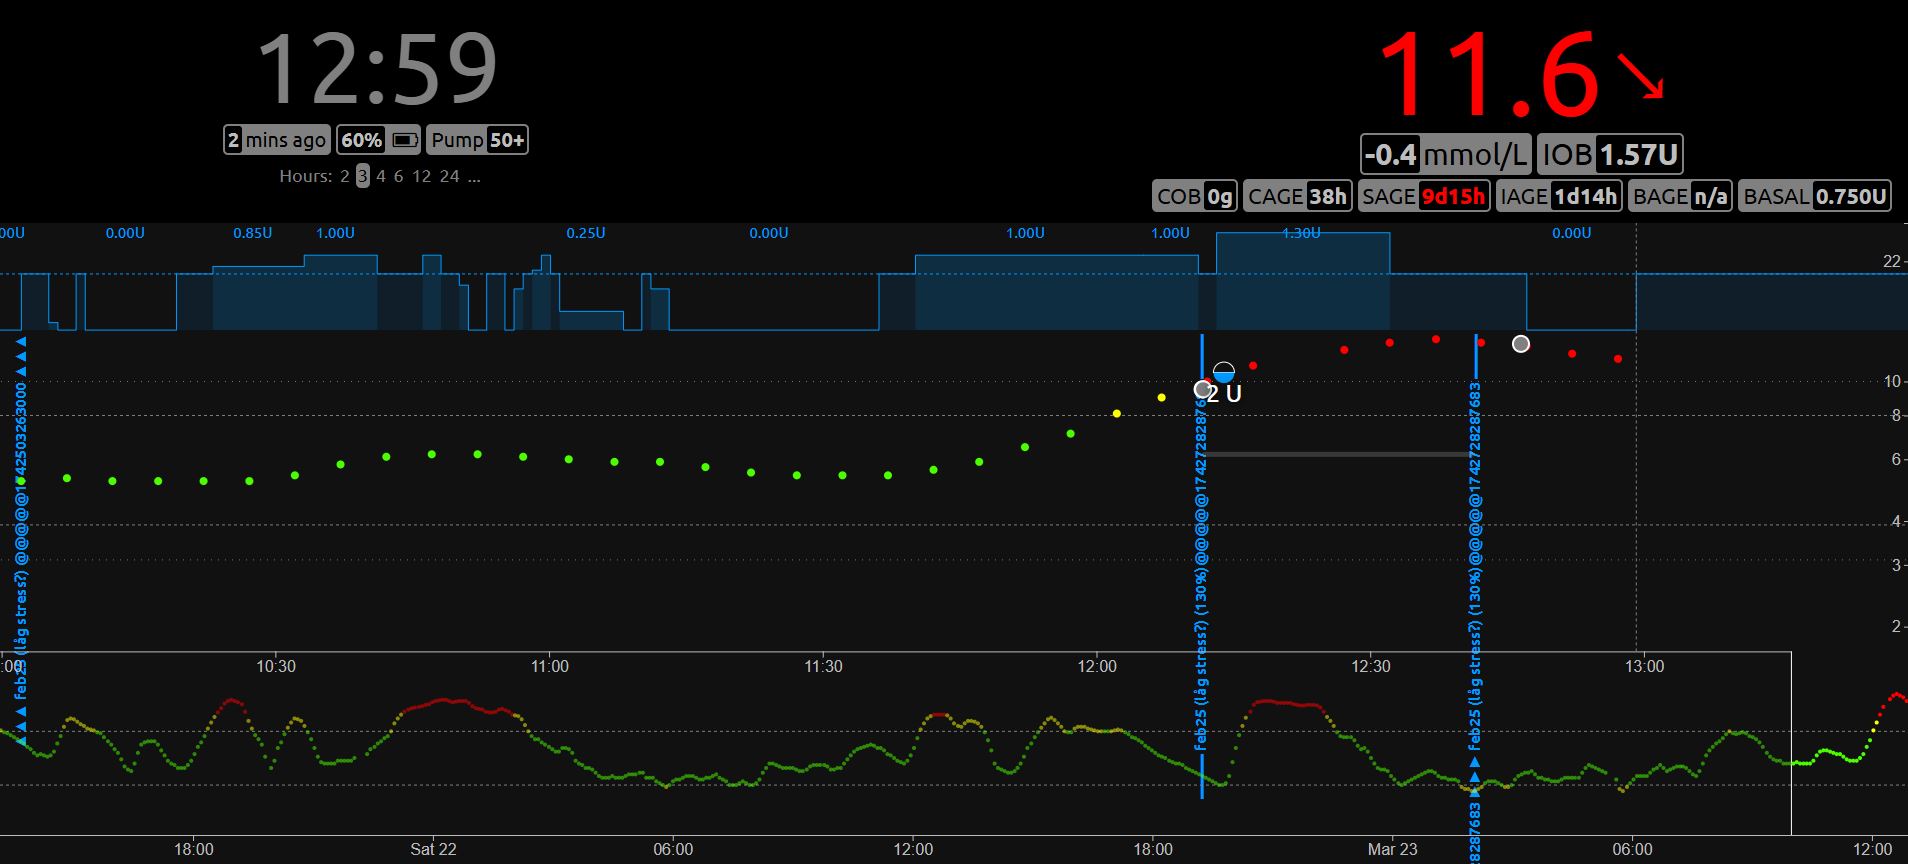 12:59
2 mins ago 60% Pump 50+
Hours: 2 3 4 6 12 24 ...
11.6
-0.4 mmol/L IOB 1.57U
COB 0g CAGE 38h SAGE 9d15h IAGE 1d14h BAGE n/a BASAL 0.750U
00U 0.00U 0.85U 1.00U 0.25U 0.00U 1.00U 1.00U 1.30U 0.00U
22
10
8
6
4
3
2
2 U
feb25 (låg stress?) @@@@@1742503263000
feb25 (låg stress?) (130%)@@@@@1742728287683
feb25 (låg stress?) (130%)@@@@@1742728287683
:00 10:30 11:00 11:30 12:00 12:30 13:00
18:00 Sat 22 06:00 12:00 18:00 Mar 23 06:00 12:00
28287683